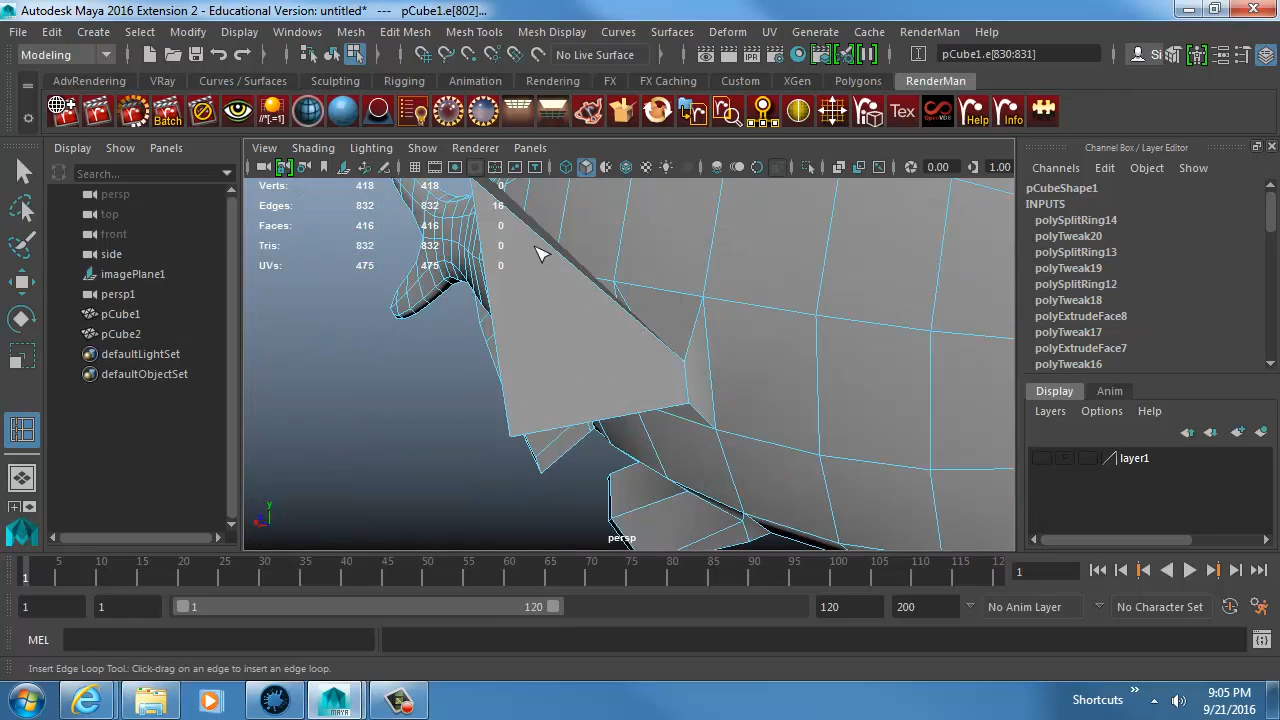 Autodesk Maya 2016 Extension 2 - Educational Version: untitled* --- pCube1.e[802]...
File Edit Create Select Modify Display Windows Mesh Edit Mesh Mesh Tools Mesh Display Curves Surfaces Deform UV Generate Cache RenderMan Help
Modeling No Live Surface IPR pCube1.e[830:831] Si
AdvRendering VRay Curves / Surfaces Sculpting Rigging Animation Rendering FX FX Caching Custom XGen Polygons RenderMan
Batch //[.=!] Tex OpenVDB Help Info
Display Show Panels
View Shading Lighting Show Renderer Panels
Channel Box / Layer Editor
Channels Edit Object Show
Search...
0.00 1.00
persp
top
front
side
imagePlane1
persp1
pCube1
pCube2
defaultLightSet
defaultObjectSet
Verts: 418 418 0
Edges: 832 832 16
Faces: 416 416 0
Tris: 832 832 0
UVs: 475 475 0
y
persp
pCubeShape1
INPUTS
polySplitRing14
polyTweak20
polySplitRing13
polyTweak19
polySplitRing12
polyTweak18
polyExtrudeFace8
polyTweak17
polyExtrudeFace7
polyTweak16
Display Anim
Layers Options Help
P layer1
1 5 10 15 20 25 30 35 40 45 50 55 60 65 70 75 80 85 90 95 100 105 110 115 12 1
1 1 1 120 120 200 No Anim Layer No Character Set
MEL
Insert Edge Loop Tool: Click-drag on an edge to insert an edge loop.
MAYA Shortcuts 9:05 PM
9/21/2016